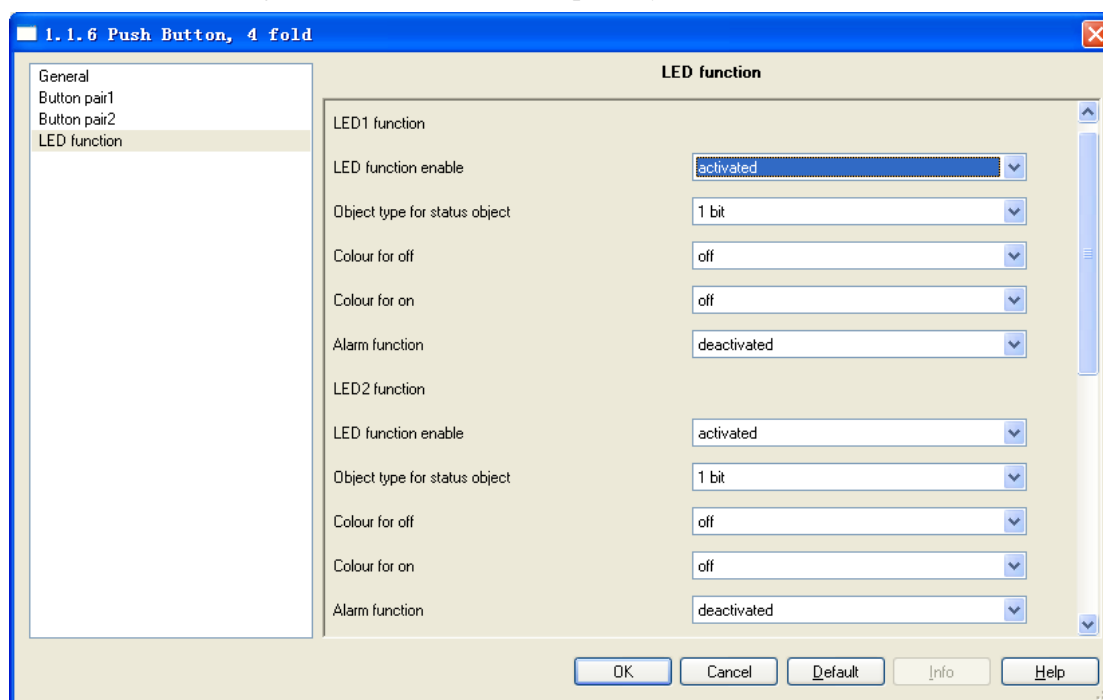 1.1.6 Push Button, 4 fold
General
Button pair1
Button pair2
LED function
LED function
LED1 function
LED function enable activated
Object type for status object 1 bit
Colour for off off
Colour for on off
Alarm function deactivated
LED2 function
LED function enable activated
Object type for status object 1 bit
Colour for off off
Colour for on off
Alarm function deactivated
OK Cancel Default Info Help